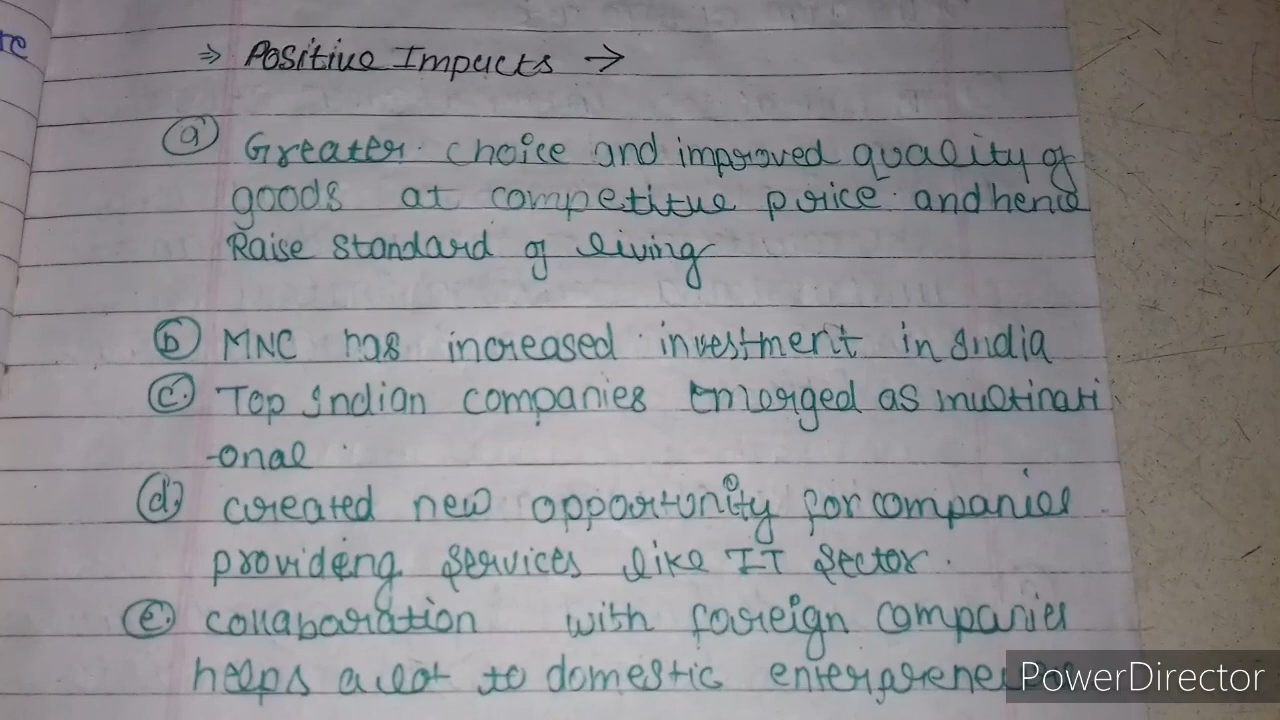 re
⇒ Positive Impacts →
(a) Greater choice and improved quality of
goods at competitive price and hence
Raise standard of living
(b) MNC has increased investment in India
(c) Top Indian companies Emerged as multinati
-onal
(d) created new opportunity for companies
providing services like IT sector.
(e) collabaration with foreign companies
helps a lot to domestic
PowerDirector